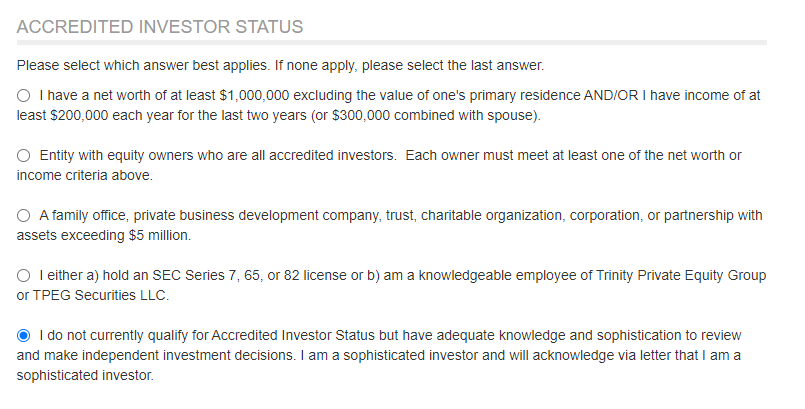 ACCREDITED INVESTOR STATUS
Please select which answer best applies. If none apply, please select the last answer.
I have a net worth of at least $1,000,000 excluding the value of one's primary residence AND/OR I have income of at
least $200,000 each year for the last two years (or $300,000 combined with spouse).
Entity with equity owners who are all accredited investors.  Each owner must meet at least one of the net worth or
income criteria above.
A family office, private business development company, trust, charitable organization, corporation, or partnership with
assets exceeding $5 million.
I either a) hold an SEC Series 7, 65, or 82 license or b) am a knowledgeable employee of Trinity Private Equity Group
or TPEG Securities LLC.
I do not currently qualify for Accredited Investor Status but have adequate knowledge and sophistication to review
and make independent investment decisions. I am a sophisticated investor and will acknowledge via letter that I am a
sophisticated investor.